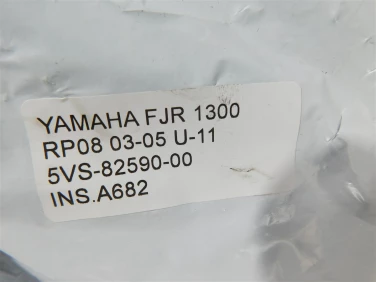 YAMAHA FJR 1300
RP08 03-05 U-11
5VS-82590-00
INS.A682